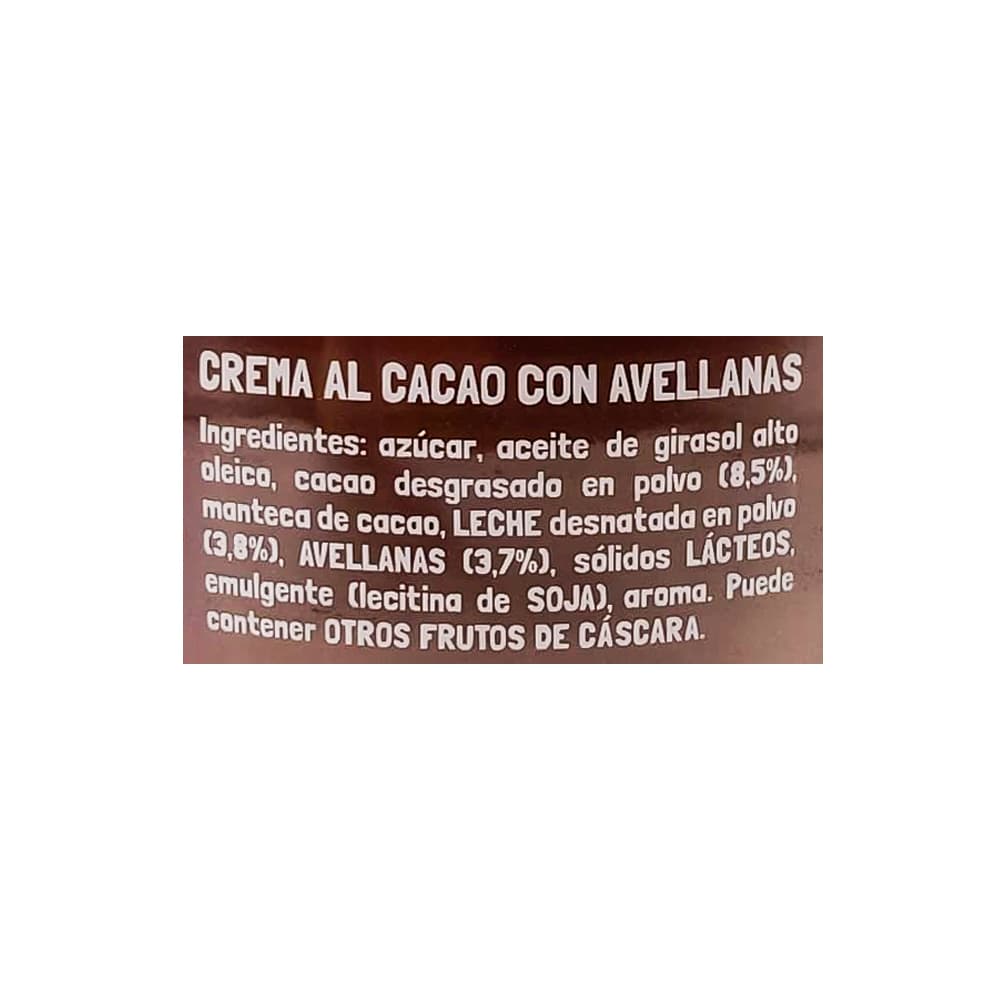 CREMA AL CACAO CON AVELLANAS
Ingredientes: azúcar, aceite de girasol alto
oleico, cacao desgrasado en polvo (8,5%),
manteca de cacao, LECHE desnatada en polvo
(3,8%), AVELLANAS (3,7%), sólidos LÁCTEOS,
emulgente (lecitina de SOJA), aroma. Puede
contener OTROS FRUTOS DE CÁSCARA.